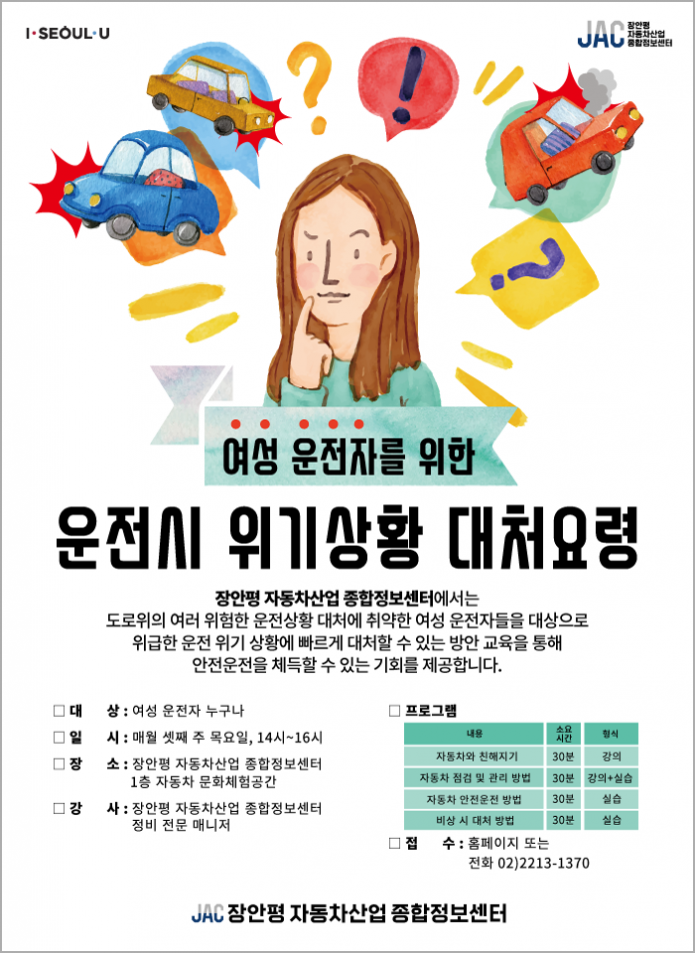 I·SEOUL·U
JAC 장안평
자동차산업
종합정보센터
여성 운전자를 위한
운전시 위기상황 대처요령
장안평 자동차산업 종합정보센터에서는
도로위의 여러 위험한 운전상황 대처에 취약한 여성 운전자들을 대상으로
위급한 운전 위기 상황에 빠르게 대처할 수 있는 방안 교육을 통해
안전운전을 체득할 수 있는 기회를 제공합니다.
□ 대 상 : 여성 운전자 누구나
□ 일 시 : 매월 셋째 주 목요일, 14시~16시
□ 장 소 : 장안평 자동차산업 종합정보센터
1층 자동차 문화체험공간
□ 강 사 : 장안평 자동차산업 종합정보센터
정비 전문 매니저
□ 프로그램
내용 소요시간 형식
자동차와 친해지기 30분 강의
자동차 점검 및 관리 방법 30분 강의+실습
자동차 안전운전 방법 30분 실습
비상 시 대처 방법 30분 실습
□ 접 수 : 홈페이지 또는
전화 02)2213-1370
JAC 장안평 자동차산업 종합정보센터